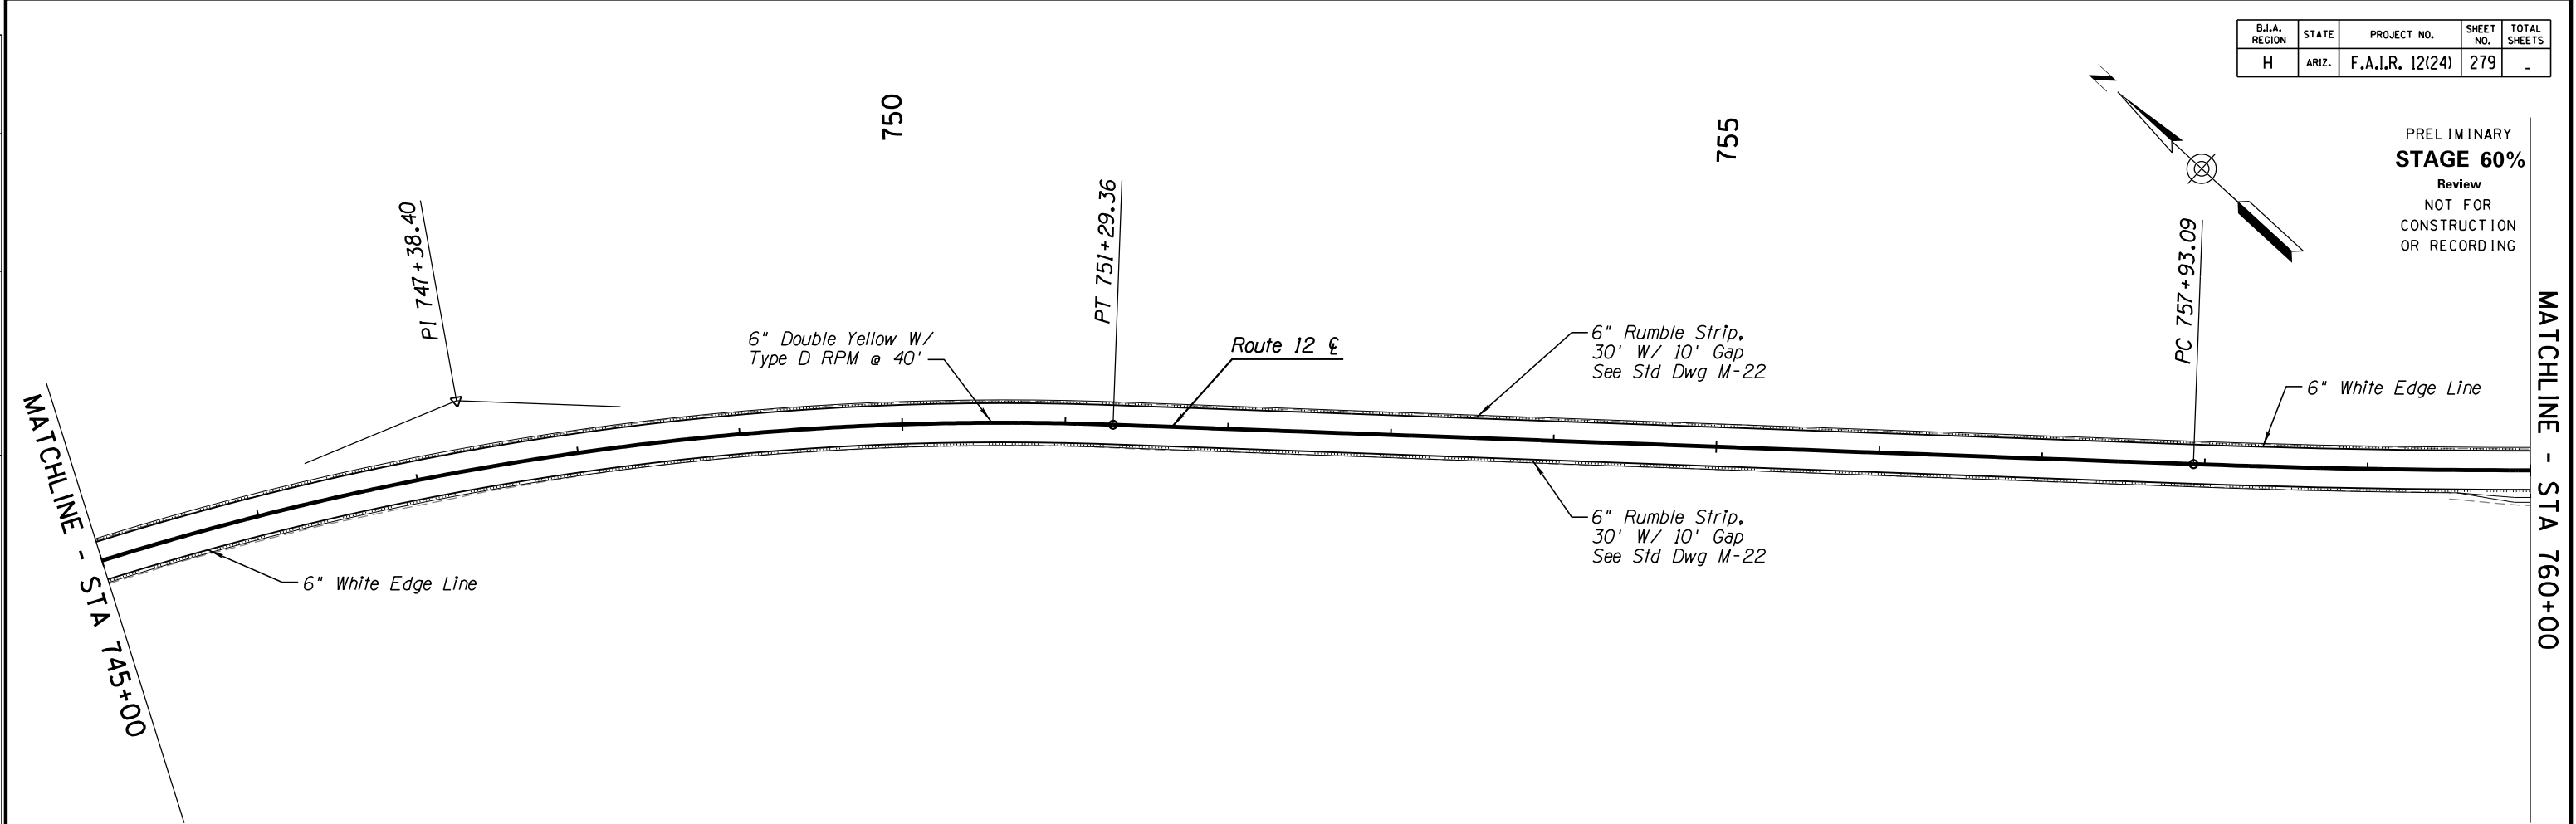 B.I.A. REGION STATE PROJECT NO. SHEET NO. TOTAL SHEETS
H ARIZ. F.A.I.R. 12(24) 279 -
N
PRELIMINARY
STAGE 60%
Review
NOT FOR
CONSTRUCTION
OR RECORDING
750
755
PI 747+38.40
PT 751+29.36
PC 757+93.09
6" Double Yellow W/
Type D RPM @ 40'
Route 12 ℄
6" Rumble Strip,
30' W/ 10' Gap
See Std Dwg M-22
6" White Edge Line
6" Rumble Strip,
30' W/ 10' Gap
See Std Dwg M-22
6" White Edge Line
MATCHLINE - STA 745+00
MATCHLINE - STA 760+00